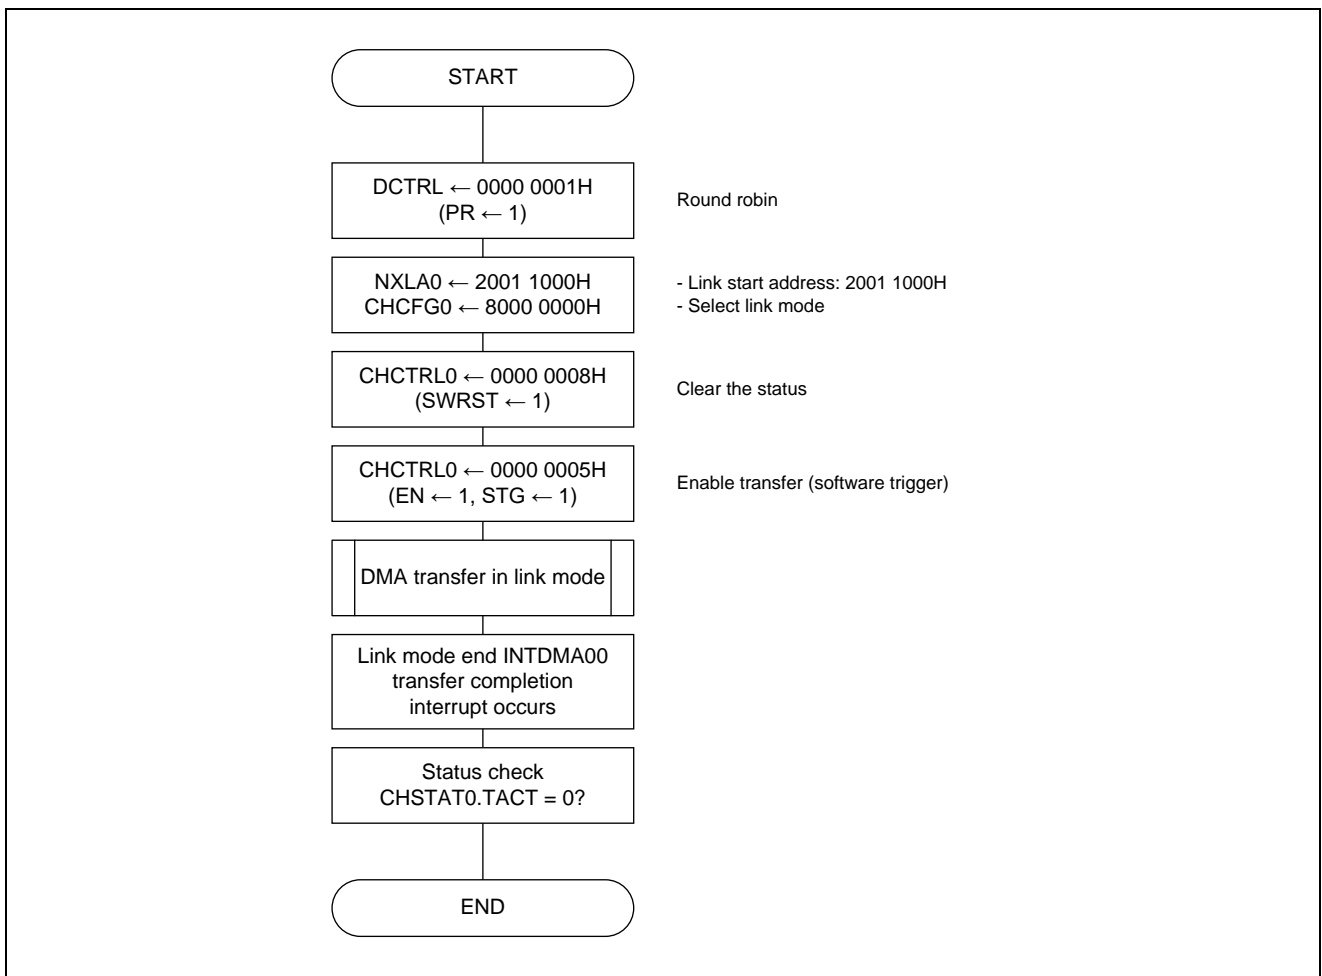 START
DCTRL ← 0000 0001H
(PR ← 1)
Round robin
NXLA0 ← 2001 1000H
CHCFG0 ← 8000 0000H
- Link start address: 2001 1000H
- Select link mode
CHCTRL0 ← 0000 0008H
(SWRST ← 1)
Clear the status
CHCTRL0 ← 0000 0005H
(EN ← 1, STG ← 1)
Enable transfer (software trigger)
DMA transfer in link mode
Link mode end INTDMA00
transfer completion
interrupt occurs
Status check
CHSTAT0.TACT = 0?
END